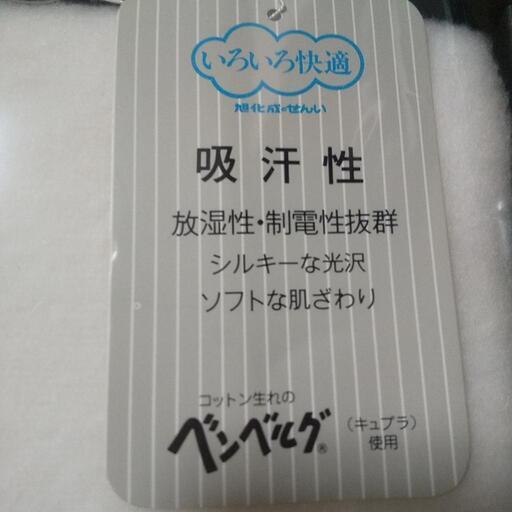 いろいろ快適
旭化成のせんい
吸汗性
放湿性・制電性抜群
シルキーな光沢
ソフトな肌ざわり
コットン生れの
ベンベルグ®
（キュプラ）
使用